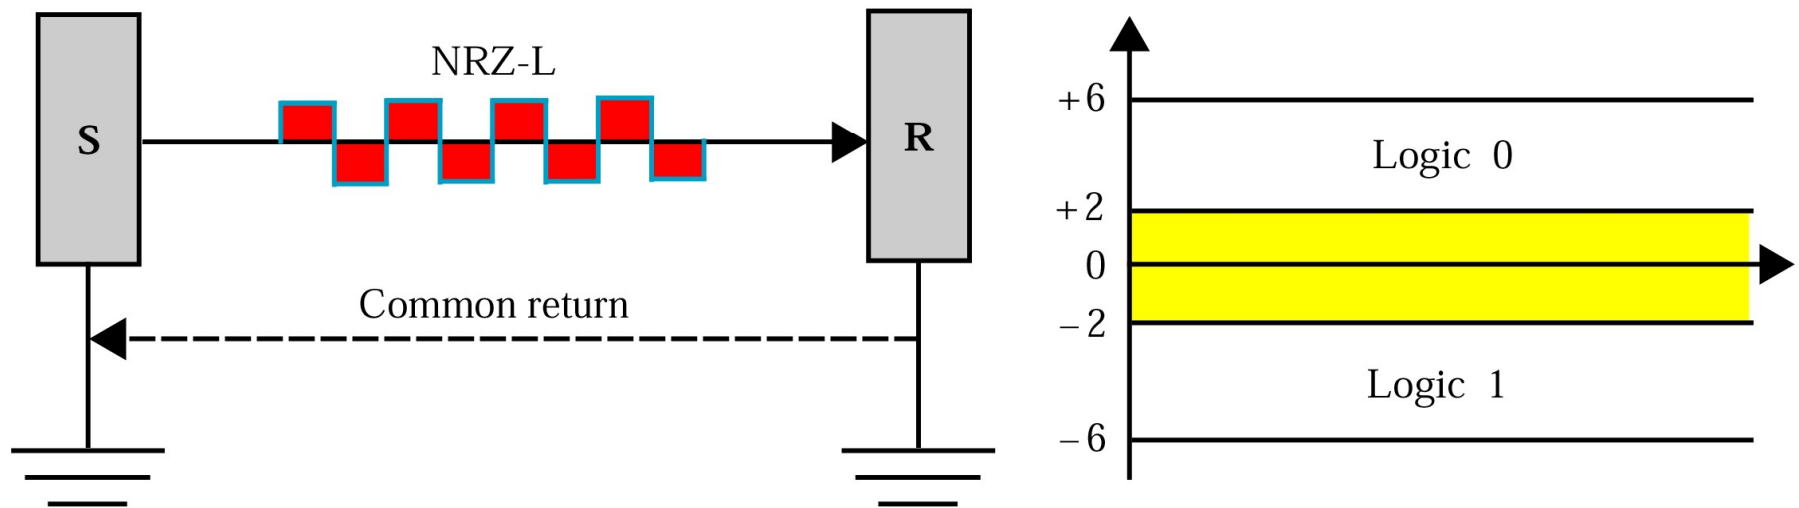 NRZ-L
S
R
Common return
+6
Logic 0
+2
0
−2
Logic 1
−6